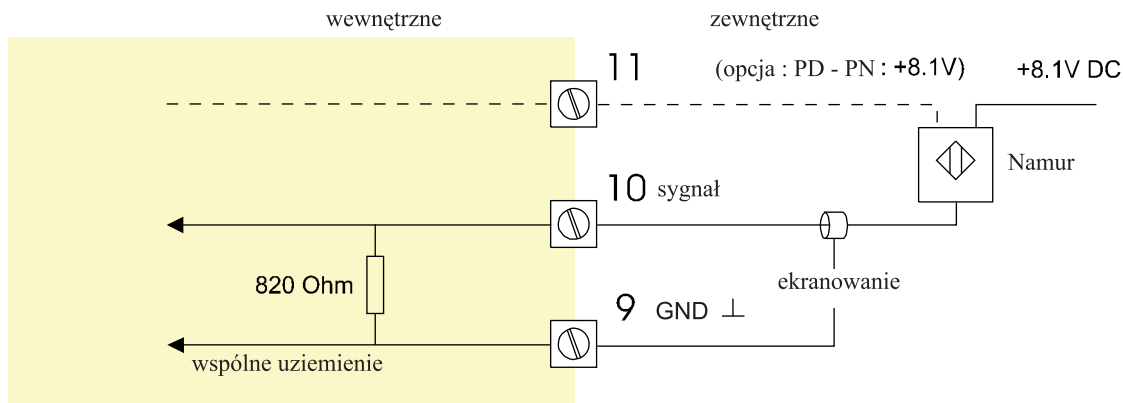 wewnętrzne
zewnętrzne
11
(opcja : PD - PN : +8.1V)
+8.1V DC
Namur
10 sygnał
820 Ohm
ekranowanie
9 GND ⊥
wspólne uziemienie